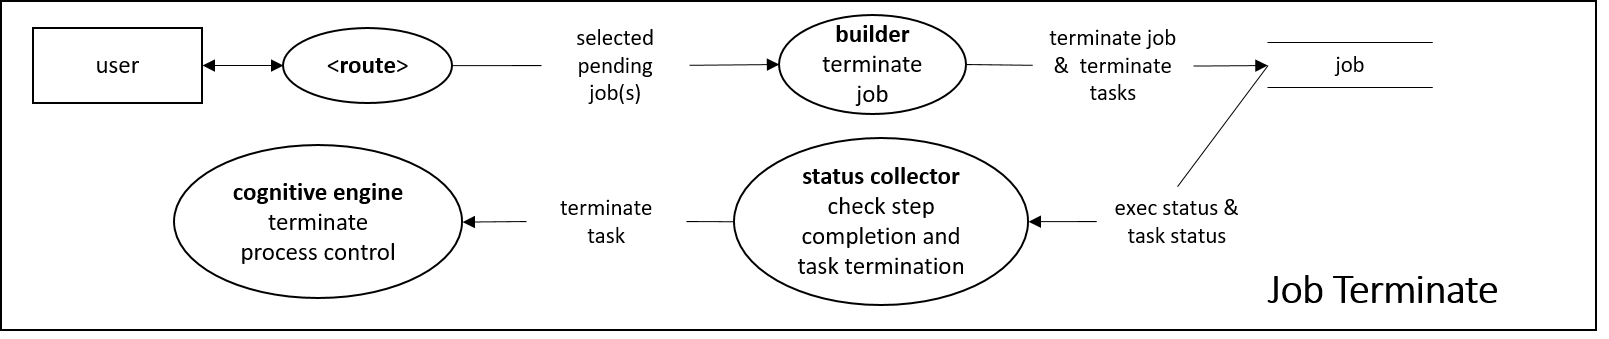 user
<route>
selected
pending
job(s)
builder
terminate
job
terminate job
& terminate
tasks
job
cognitive engine
terminate
process control
terminate
task
status collector
check step
completion and
task termination
exec status &
task status
Job Terminate